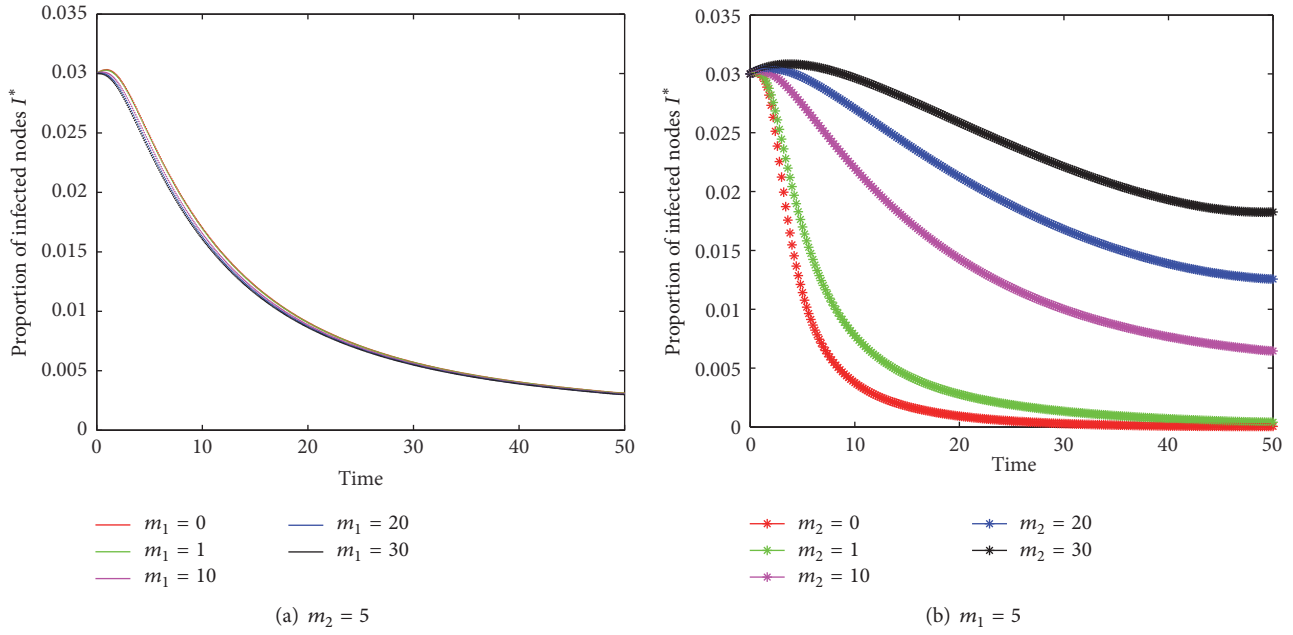 0.035
0.03
0.025
0.02
0.015
0.01
0.005
0
Proportion of infected nodes I*
0 10 20 30 40 50
Time
m₁ = 0
m₁ = 1
m₁ = 10
m₁ = 20
m₁ = 30
(a) m₂ = 5
0.035
0.03
0.025
0.02
0.015
0.01
0.005
0
Proportion of infected nodes I*
0 10 20 30 40 50
Time
m₂ = 0
m₂ = 1
m₂ = 10
m₂ = 20
m₂ = 30
(b) m₁ = 5